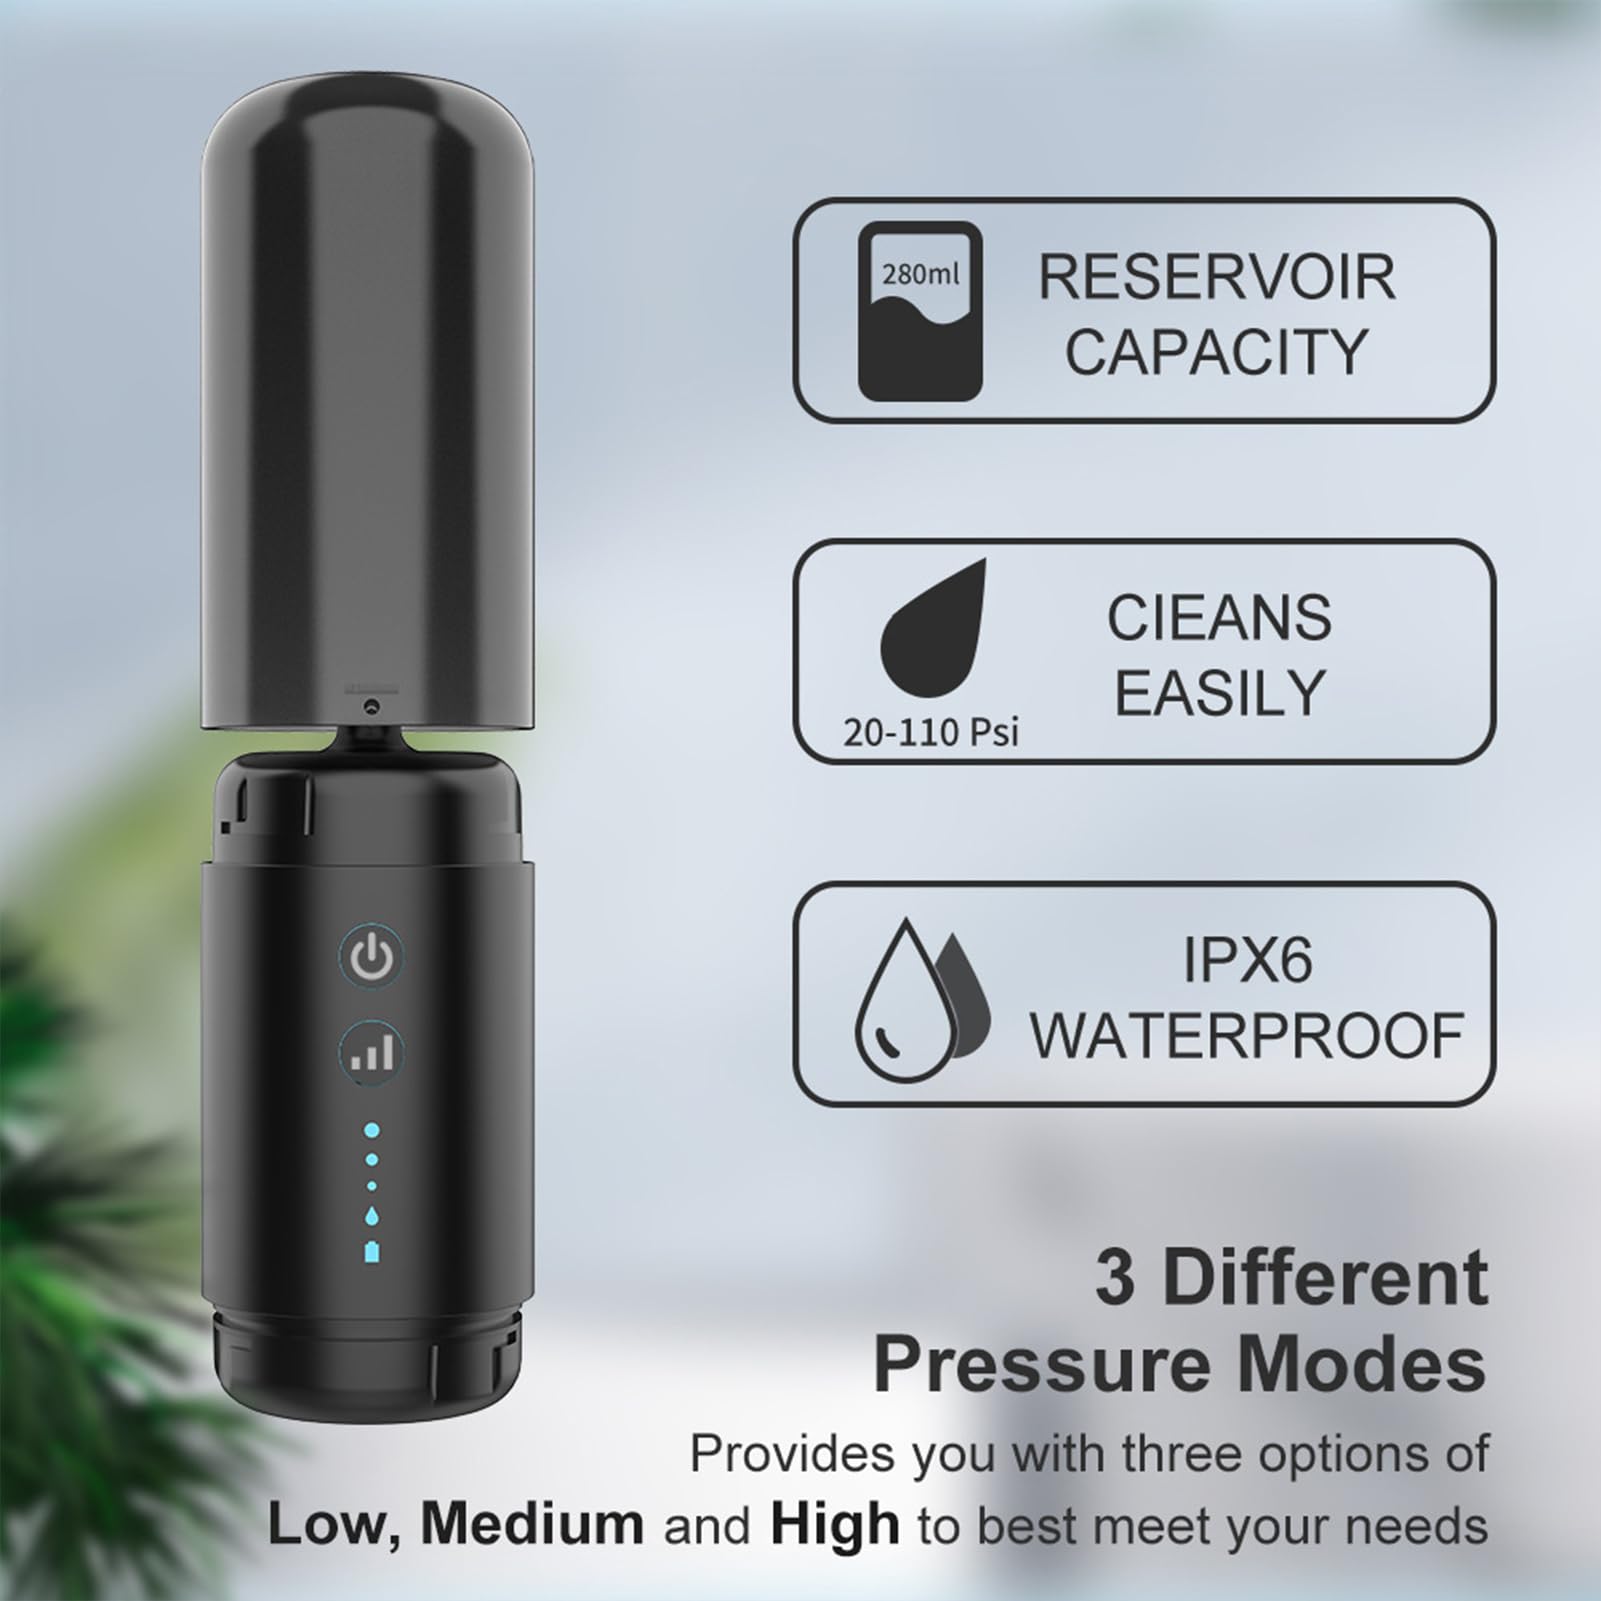 280ml
RESERVOIR
CAPACITY
CIEANS
EASILY
20-110 Psi
IPX6
WATERPROOF
3 Different
Pressure Modes
Provides you with three options of
Low, Medium and High to best meet your needs